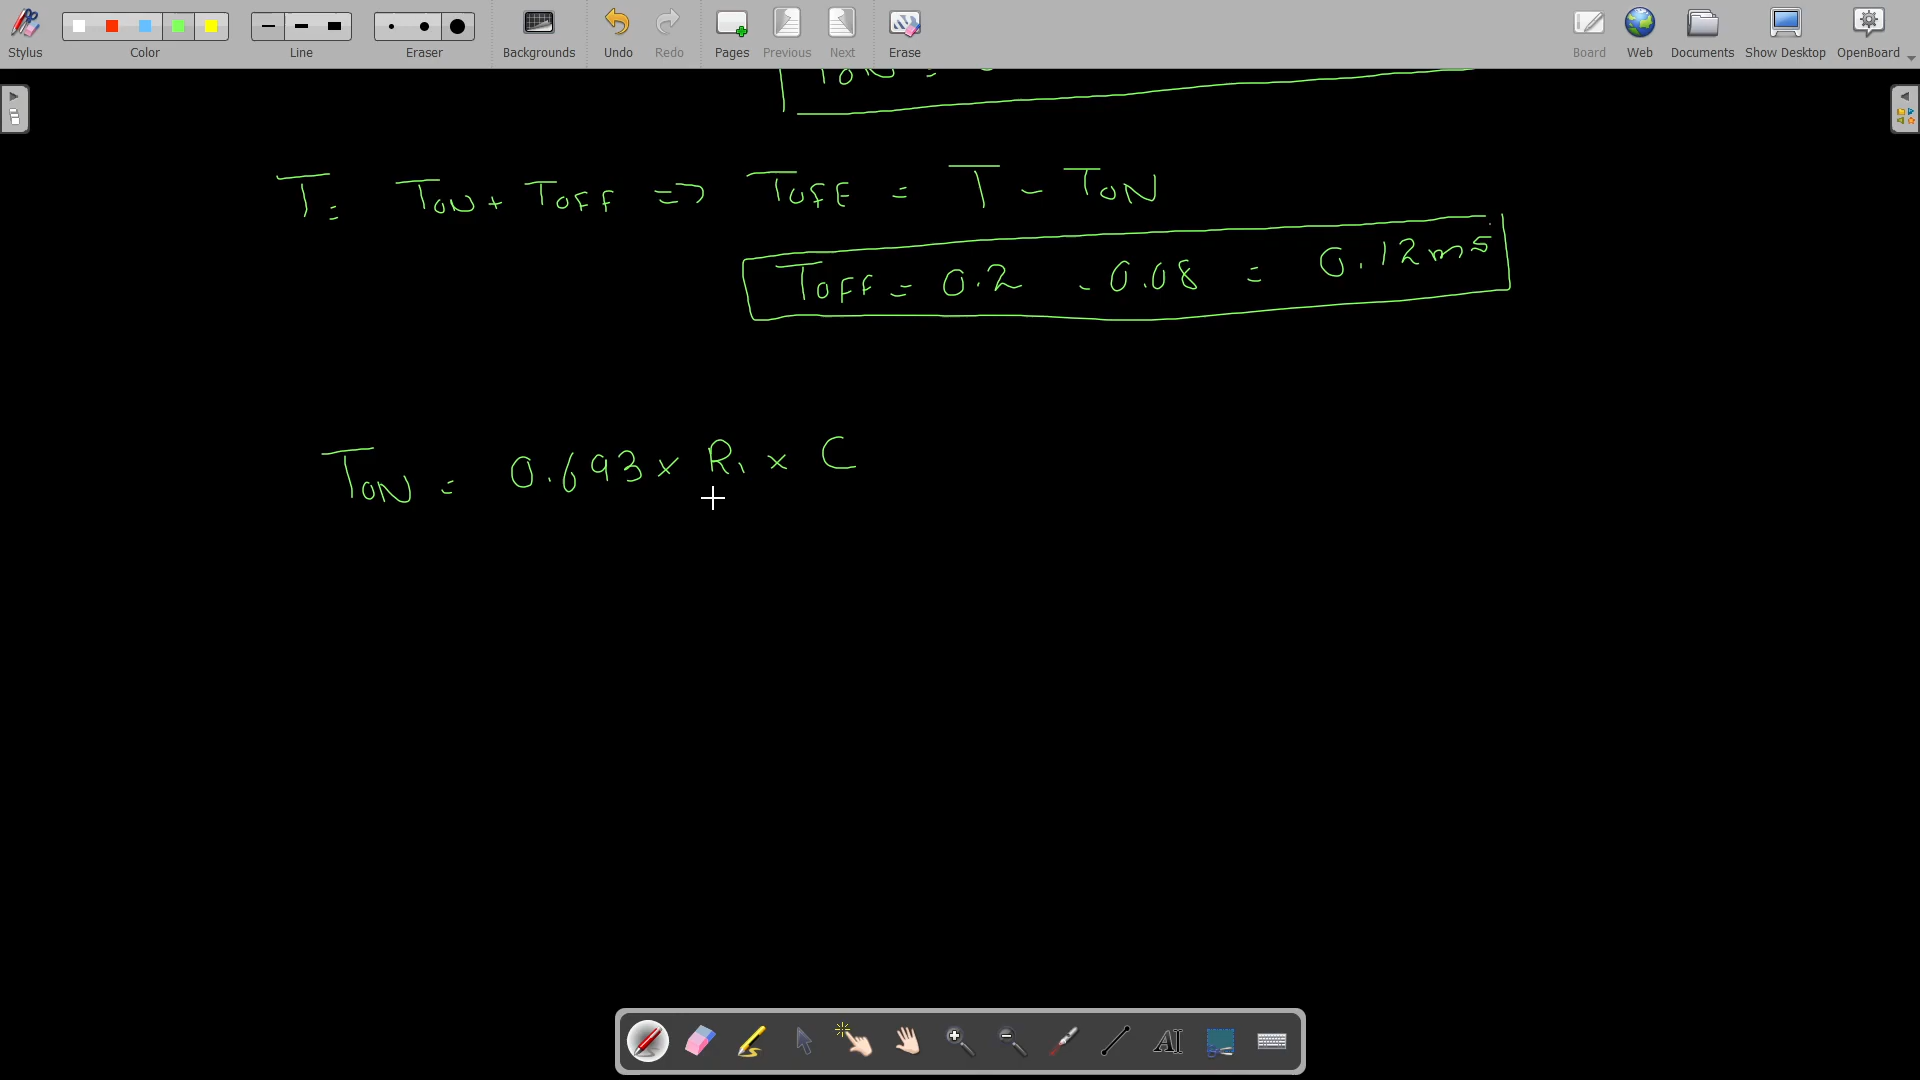 Stylus Color Line Eraser Backgrounds Undo Redo Pages Previous Next Erase Board Web Documents Show Desktop OpenBoard
T = TON + TOFF => TOFF = T - TON
TOFF = 0.2 - 0.08 = 0.12ms
TON = 0.693 x R1 x C
AI